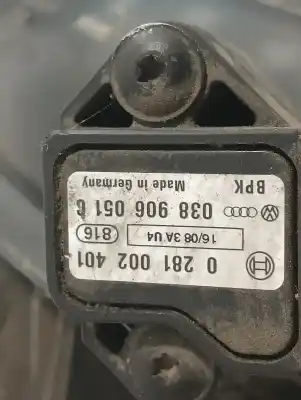 0 281 002 401
16/08 3A U4
816
038 906 051 C
BPK
Made in Germany